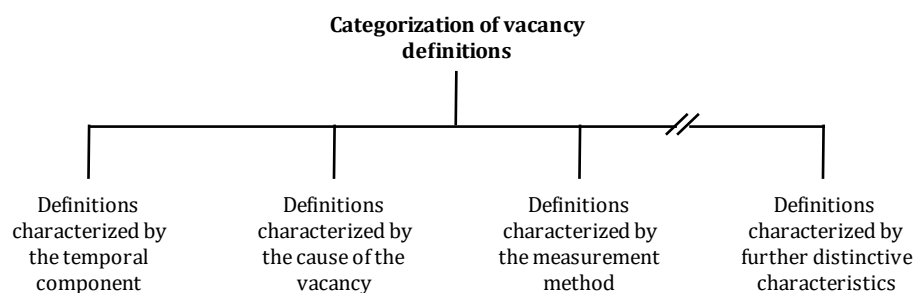 Categorization of vacancy
definitions
Definitions
characterized by
the temporal
component
Definitions
characterized by
the cause of the
vacancy
Definitions
characterized by
the measurement
method
Definitions
characterized by
further distinctive
characteristics